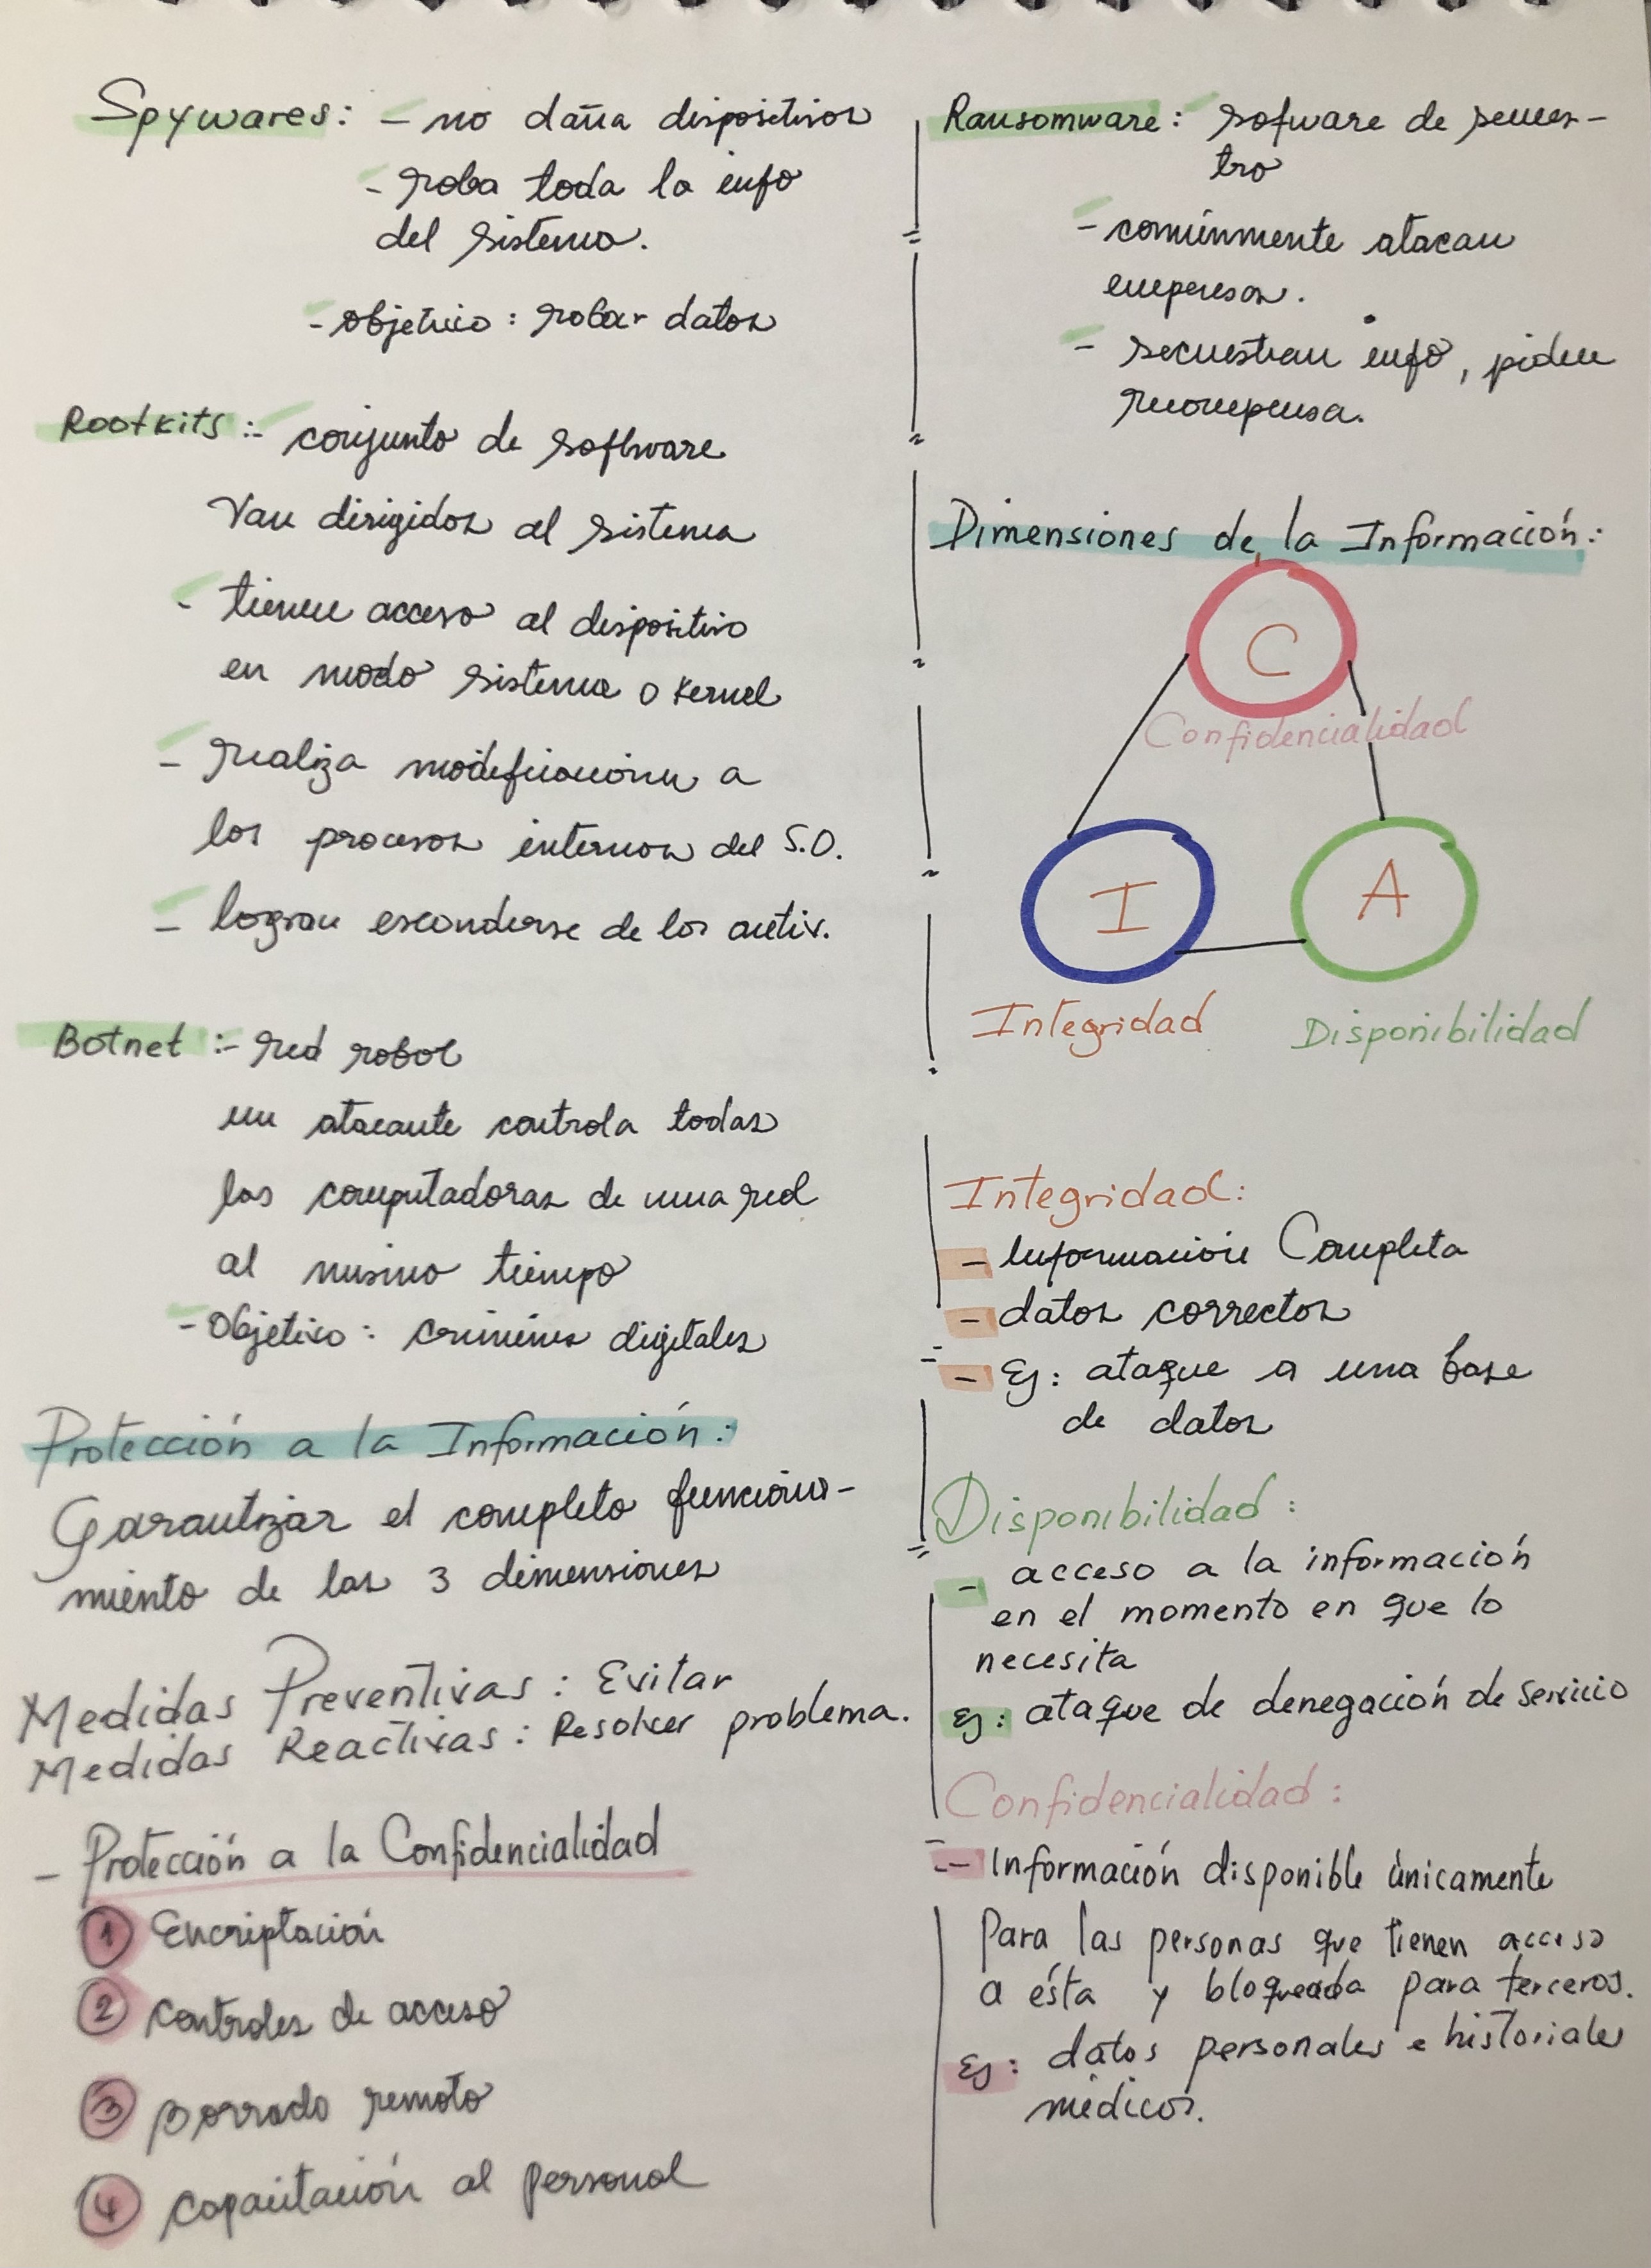 Spywares: - no daña dispositivos
- roba toda la info
del sistema.
- objetivo: robar datos
Rootkits:- conjunto de software
Van dirigidos al sistema
- tienen acceso al dispositivo
en modo sistema o kernel
- realiza modificaciones a
los procesos internos del S.O.
- logran esconderse de los antiv.
Botnet :- red robot
un atacante controla todas
las computadoras de una red
al mismo tiempo
- Objetivo: crimines digitales
Protección a la Información:
Garantizar el completo funciona-
miento de las 3 dimensiones
Medidas Preventivas: Evitar
Medidas Reactivas: Resolver problema.
- Protección a la Confidencialidad
1 Encriptación
2 controles de acceso
3 Borrado remoto
4 capacitación al personal
Ransomware: sofware de secues-
tro
- comúnmente atacan
empresas.
- secuestran info, piden
recompensa.
Dimensiones de la Información:
C
Confidencialidad
I
A
Integridad
Disponibilidad
Integridad:
- Información Completa
- datos correctos
- Ej: ataque a una base
de datos
Disponibilidad:
- acceso a la información
en el momento en que lo
necesita
Ej: ataque de denegación de servicio
Confidencialidad:
- Información disponible únicamente
Para las personas que tienen acceso
a ésta y bloqueada para terceros.
Ej: datos personales e historiales
médicos.